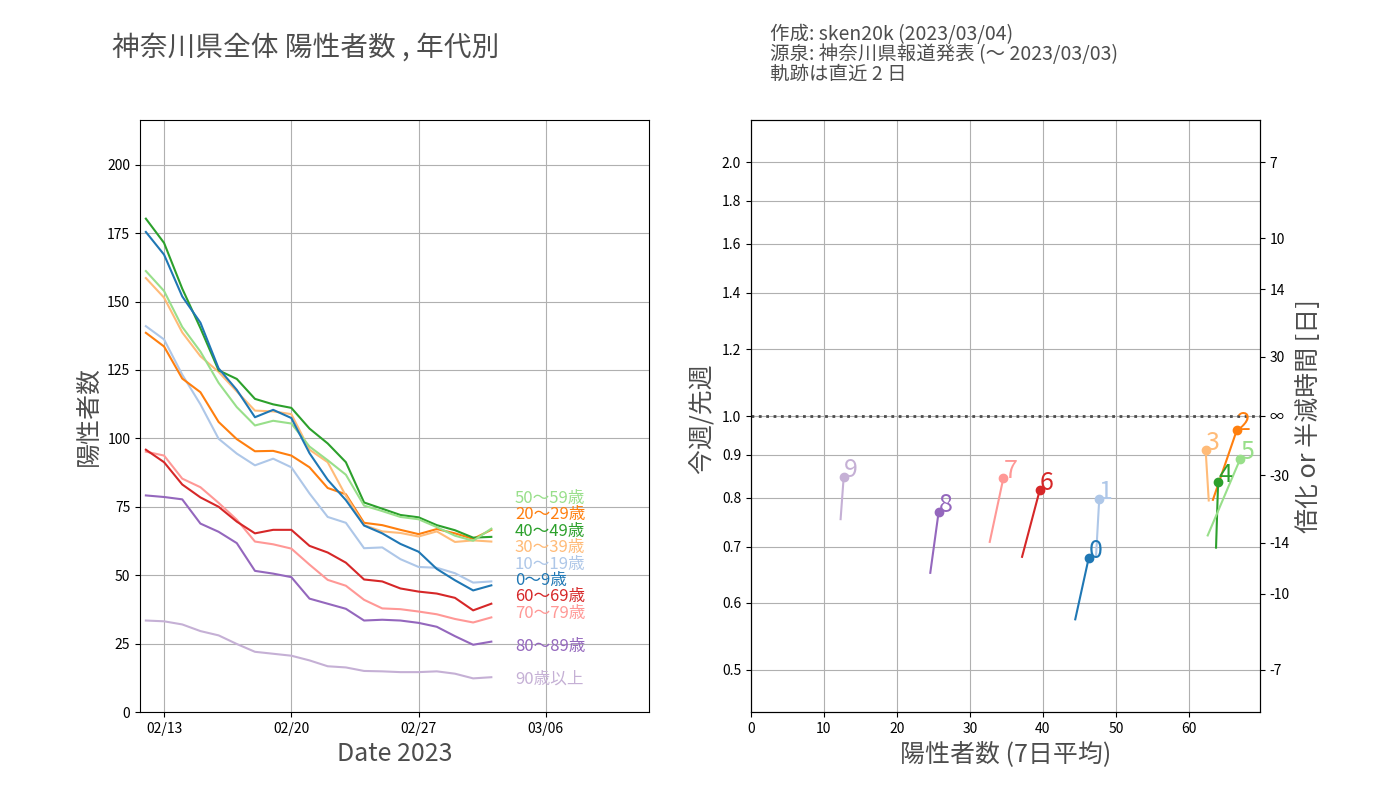 神奈川県全体 陽性者数 , 年代別
作成: sken20k (2023/03/04)
源泉: 神奈川県報道発表 (～ 2023/03/03)
軌跡は直近 2 日
陽性者数
200
175
150
125
100
75
50
25
0
02/13
02/20
02/27
03/06
Date 2023
50～59歳
20～29歳
40～49歳
30～39歳
10～19歳
0～9歳
60～69歳
70～79歳
80～89歳
90歳以上
今週/先週
2.0
1.8
1.6
1.4
1.2
1.0
0.9
0.8
0.7
0.6
0.5
0
10
20
30
40
50
60
陽性者数 (7日平均)
2
3
5
4
9
7
6
1
8
0
7
10
14
30
∞
-30
-14
-10
-7
倍化 or 半減時間 [日]